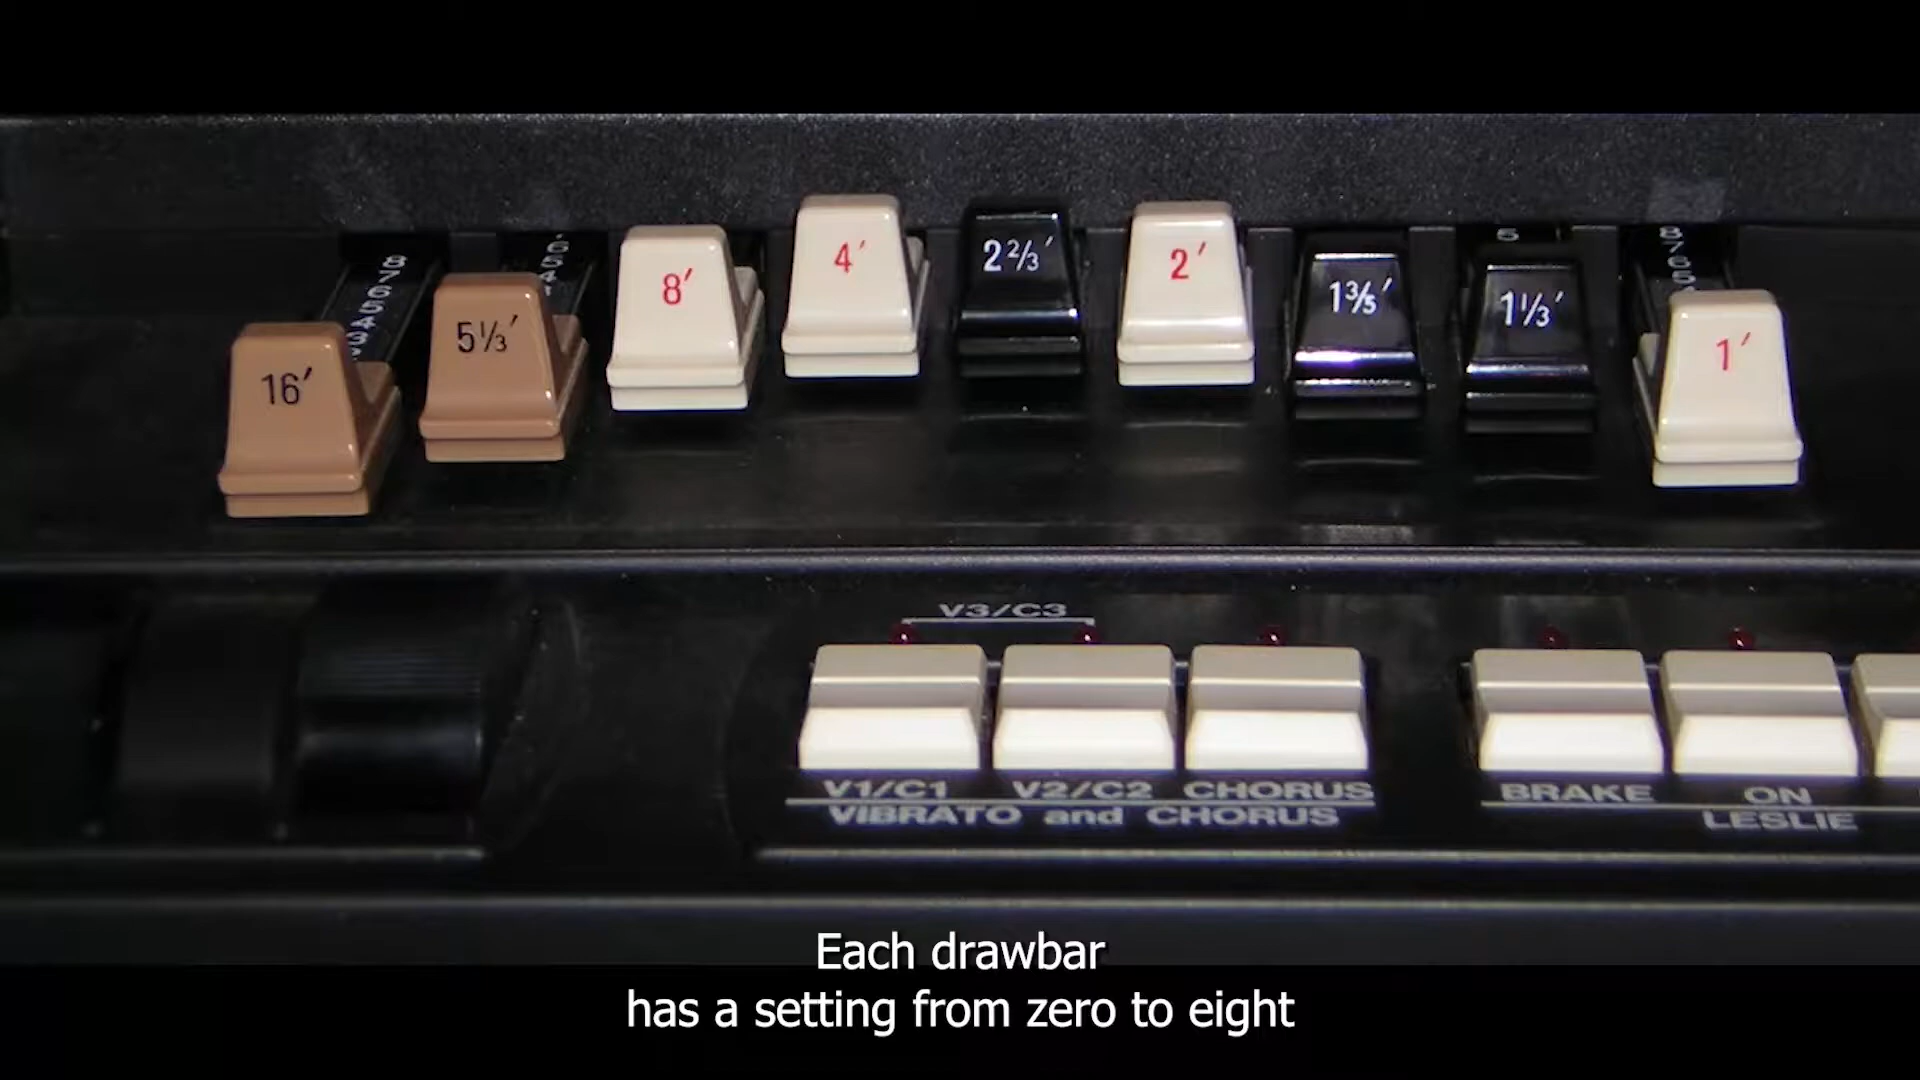 16′ 5⅓′ 8′ 4′ 2⅔′ 2′ 1⅗′ 1⅓′ 1′
V3/C3
V1/C1 V2/C2 CHORUS
VIBRATO and CHORUS
BRAKE ON
LESLIE
Each drawbar
has a setting from zero to eight